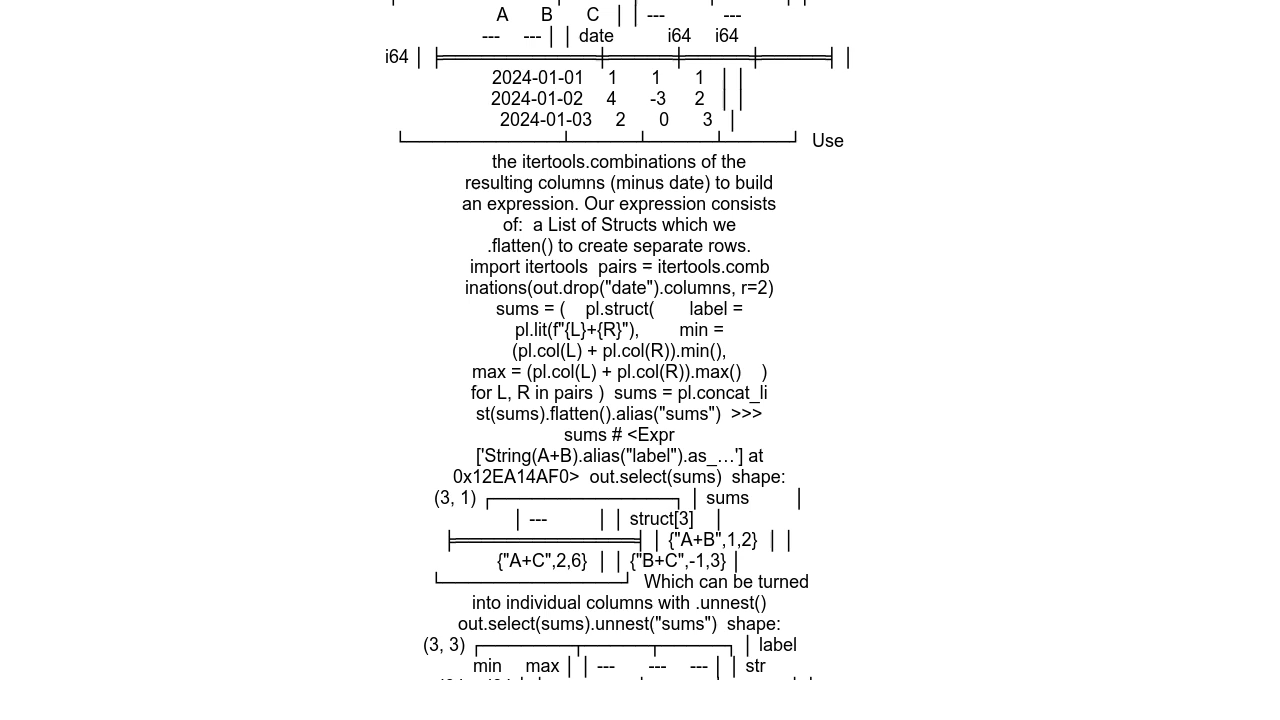 A B C │ │ ---  ---
---  --- │ │ date  i64  i64
i64 │ ╞════════════╪═════╪═════╪═════╡ │
2024-01-01  1  1  1 │ │
2024-01-02  4  -3  2 │ │
2024-01-03  2  0  3 │
└────────────┴─────┴─────┴─────┘ Use
the itertools.combinations of the
resulting columns (minus date) to build
an expression. Our expression consists
of:  a List of Structs which we
.flatten() to create separate rows.
import itertools  pairs = itertools.comb
inations(out.drop("date").columns, r=2)
sums = (    pl.struct(       label =
pl.lit(f"{L}+{R}"),        min =
(pl.col(L) + pl.col(R)).min(),
max = (pl.col(L) + pl.col(R)).max()    )
for L, R in pairs )  sums = pl.concat_li
st(sums).flatten().alias("sums")  >>>
sums # <Expr
['String(A+B).alias("label").as_…'] at
0x12EA14AF0>  out.select(sums)  shape:
(3, 1) ┌──────────────┐ │ sums         │
│ ---          │ │ struct[3]    │
╞══════════════╡ │ {"A+B",1,2}  │ │
{"A+C",2,6}  │ │ {"B+C",-1,3} │
└──────────────┘  Which can be turned
into individual columns with .unnest()
out.select(sums).unnest("sums")  shape:
(3, 3) ┌───────┬─────┬─────┐ │ label
min  max │ │ ---  ---  --- │ │ str